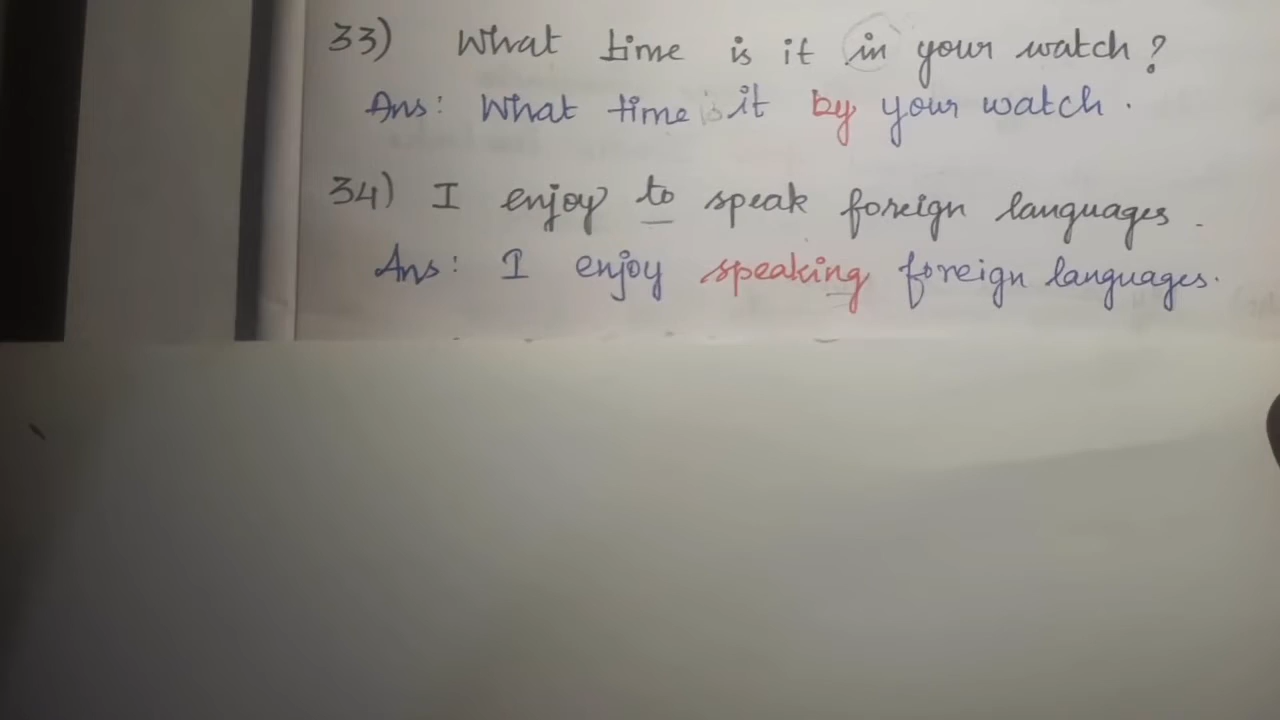 33) What time is it in your watch?
Ans: What time is it by your watch.
34) I enjoy to speak foreign languages.
Ans: I enjoy speaking foreign languages.